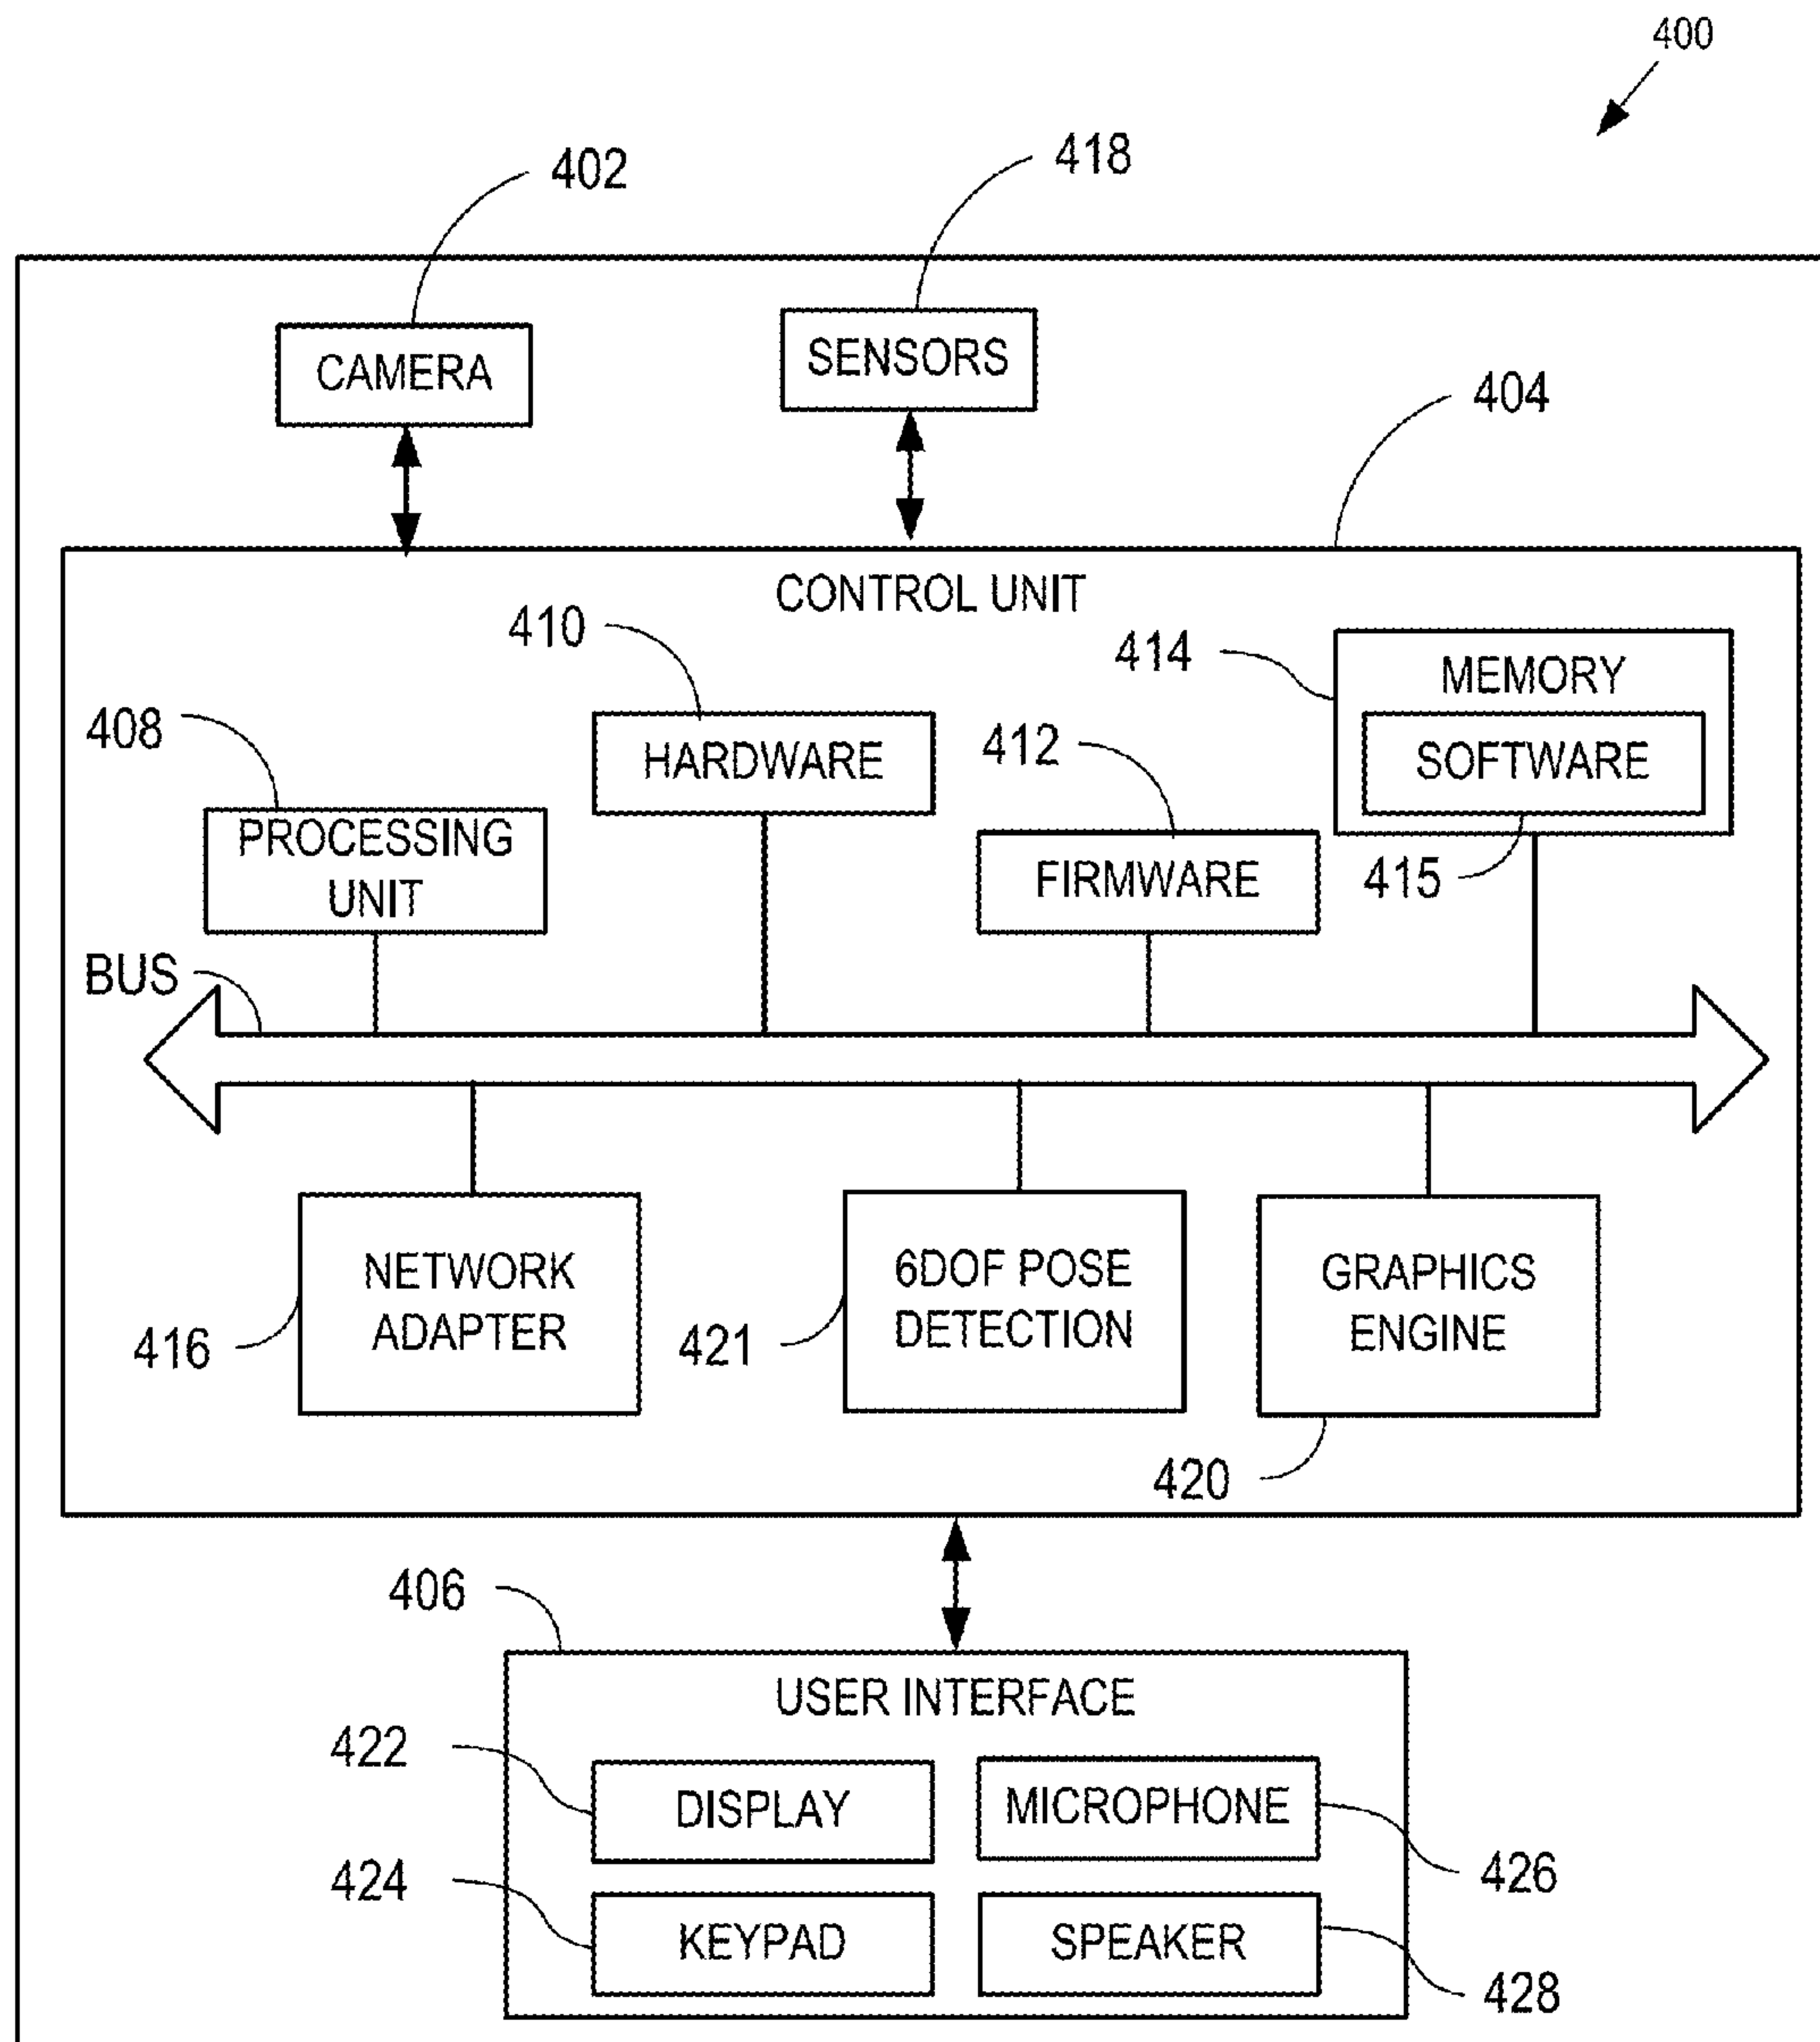 400
402
418
CAMERA
SENSORS
404
CONTROL UNIT
410
414
MEMORY
408
HARDWARE
412
SOFTWARE
PROCESSING
UNIT
FIRMWARE
415
BUS
NETWORK
ADAPTER
6DOF POSE
DETECTION
GRAPHICS
ENGINE
416
421
420
406
USER INTERFACE
422
DISPLAY
MICROPHONE
426
424
KEYPAD
SPEAKER
428